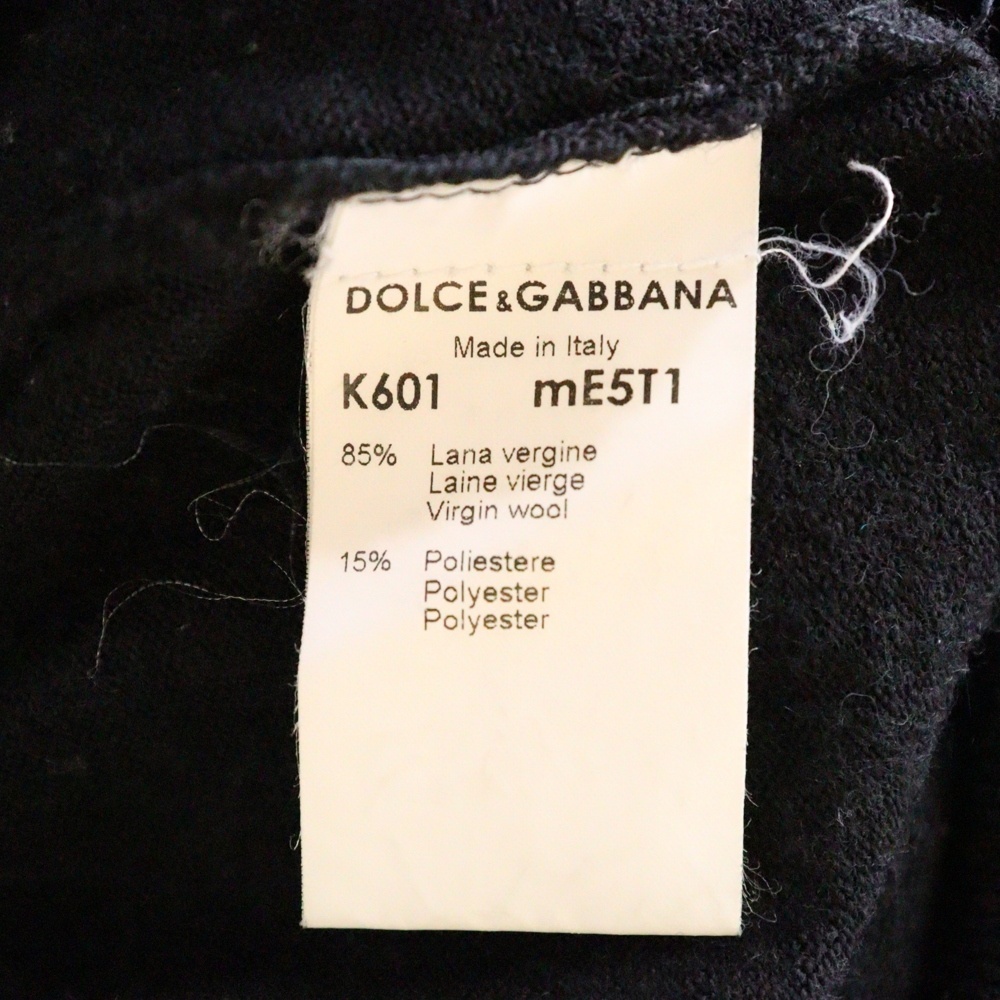 DOLCE&GABBANA
Made in Italy
K601 mE5T1
85% Lana vergine
Laine vierge
Virgin wool
15% Poliestere
Polyester
Polyester